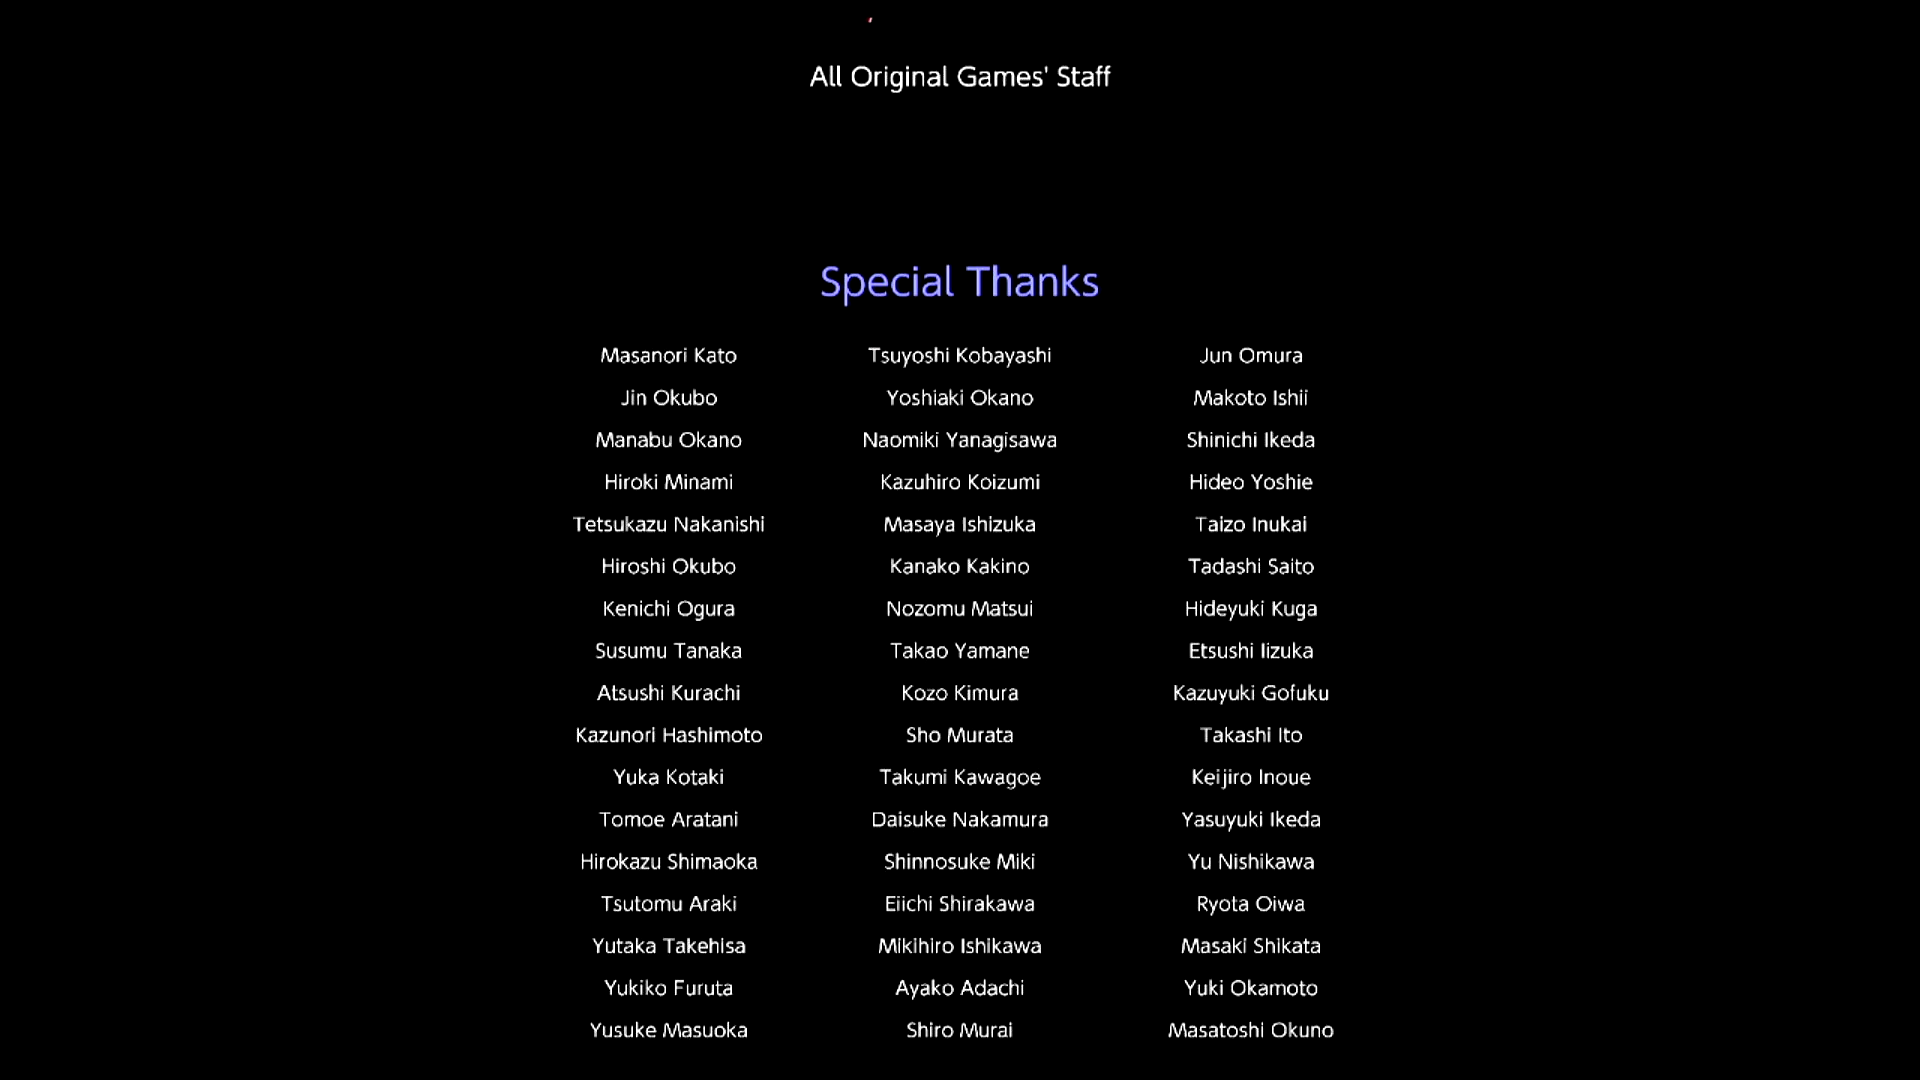 All Original Games' Staff
Special Thanks
Masanori Kato Tsuyoshi Kobayashi Jun Omura
Jin Okubo Yoshiaki Okano Makoto Ishii
Manabu Okano Naomiki Yanagisawa Shinichi Ikeda
Hiroki Minami Kazuhiro Koizumi Hideo Yoshie
Tetsukazu Nakanishi Masaya Ishizuka Taizo Inukai
Hiroshi Okubo Kanako Kakino Tadashi Saito
Kenichi Ogura Nozomu Matsui Hideyuki Kuga
Susumu Tanaka Takao Yamane Etsushi Iizuka
Atsushi Kurachi Kozo Kimura Kazuyuki Gofuku
Kazunori Hashimoto Sho Murata Takashi Ito
Yuka Kotaki Takumi Kawagoe Keijiro Inoue
Tomoe Aratani Daisuke Nakamura Yasuyuki Ikeda
Hirokazu Shimaoka Shinnosuke Miki Yu Nishikawa
Tsutomu Araki Eiichi Shirakawa Ryota Oiwa
Yutaka Takehisa Mikihiro Ishikawa Masaki Shikata
Yukiko Furuta Ayako Adachi Yuki Okamoto
Yusuke Masuoka Shiro Murai Masatoshi Okuno